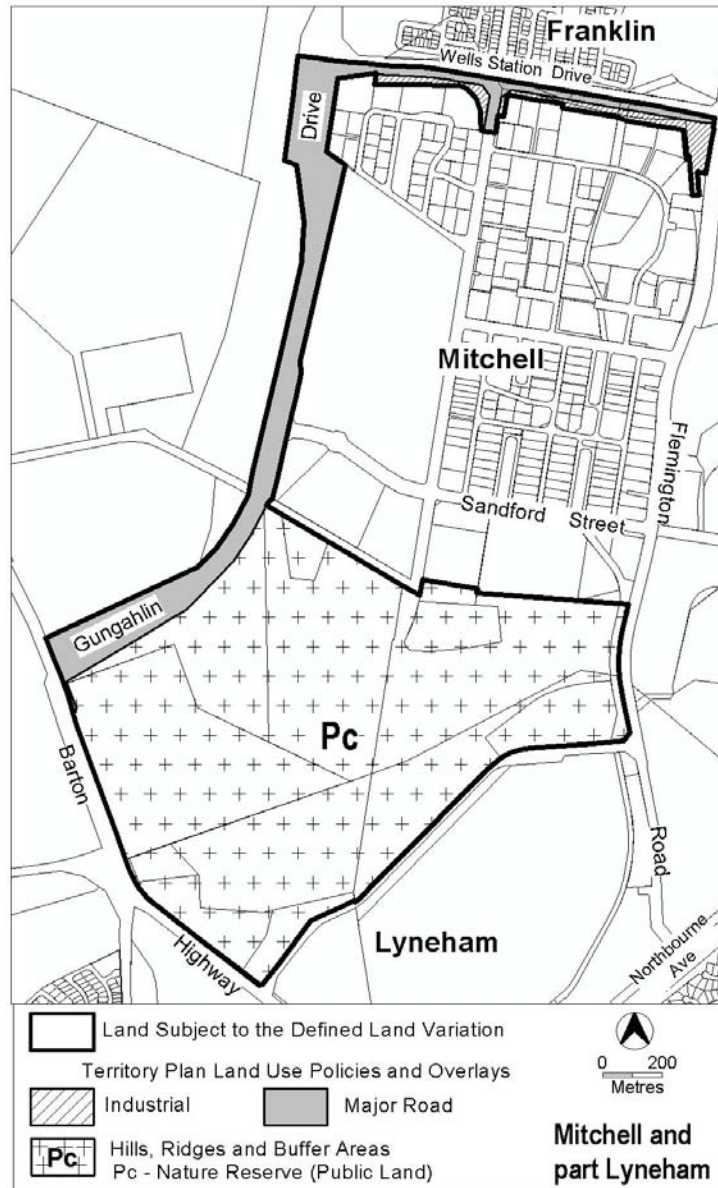 Franklin
Wells Station Drive
Drive
Mitchell
Flemington
Sandford Street
Gungahlin
Pc
Barton
Road
Lyneham
Highway
Northbourne
Ave
Land Subject to the Defined Land Variation
Territory Plan Land Use Policies and Overlays
0 200
Metres
Industrial
Major Road
Pc
Hills, Ridges and Buffer Areas
Pc - Nature Reserve (Public Land)
Mitchell and
part Lyneham